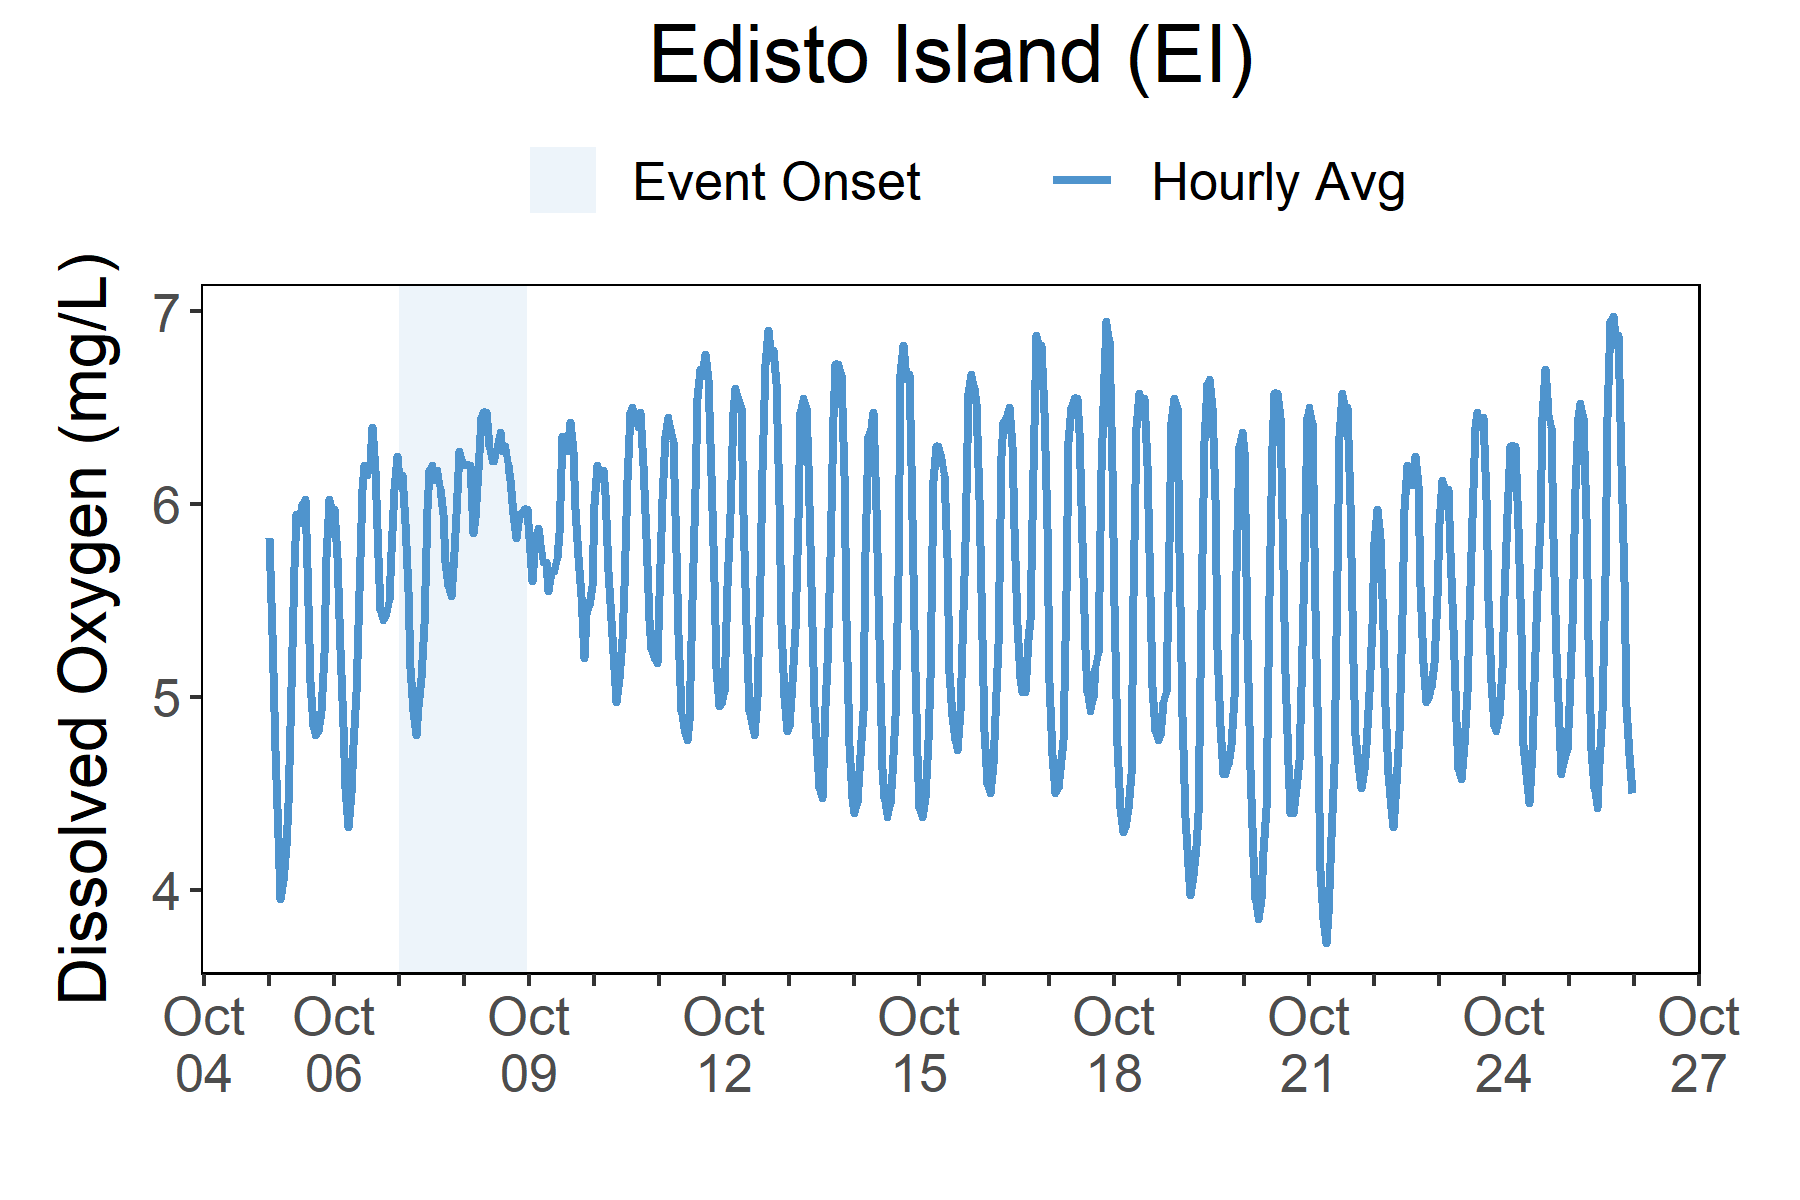 Edisto Island (EI)
Event Onset
Hourly Avg
Dissolved Oxygen (mg/L)
7
6
5
4
Oct 04
Oct 06
Oct 09
Oct 12
Oct 15
Oct 18
Oct 21
Oct 24
Oct 27